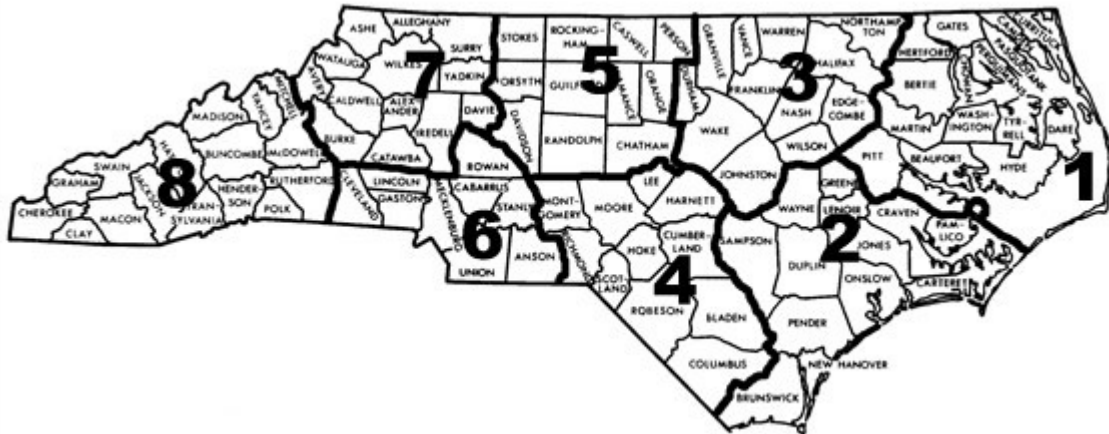 ASHE
ALLEGHANY
SURRY
STOKES
ROCKING-
HAM
CASWELL
PERSON
GRANVILLE
VANCE
WARREN
NORTHAMP
TON
GATES
CURRITUCK
CAMDEN
PASQUOTANK
PERQUIMANS
CHOWAN
HERTFORD
HALIFAX
WATAUGA
WILKES
7
YADKIN
FORSYTH
GUILFORD
5
ALAMANCE
ORANGE
DURHAM
FRANKLIN
3
NASH
EDGE-
COMBE
BERTIE
MITCHELL
AVERY
YANCEY
MADISON
CALDWELL
ALEX-
ANDER
IREDELL
DAVIE
DAVIDSON
RANDOLPH
CHATHAM
WAKE
WILSON
MARTIN
WASH-
INGTON
TYR-
RELL
DARE
BURKE
CATAWBA
ROWAN
BUNCOMBE
McDOWELL
SWAIN
HAY
GRAHAM
JACKSON
8
HENDER-
SON
RUTHERFORD
POLK
CLEVELAND
LINCOLN
GASTON
MECKLENBURG
CABARRUS
STANLY
MONT-
GOMERY
MOORE
LEE
HARNETT
JOHNSTON
PITT
BEAUFORT
HYDE
1
CHEROKEE
CLAY
MACON
TRAN-
SYLVANIA
6
UNION
ANSON
RICHMOND
HOKE
SCOT-
LAND
CUMBER-
LAND
4
SAMPSON
WAYNE
GREENE
LENOIR
2
CRAVEN
PAM-
LICO
JONES
DUPLIN
ONSLOW
CARTERET
ROBESON
BLADEN
PENDER
COLUMBUS
NEW HANOVER
BRUNSWICK